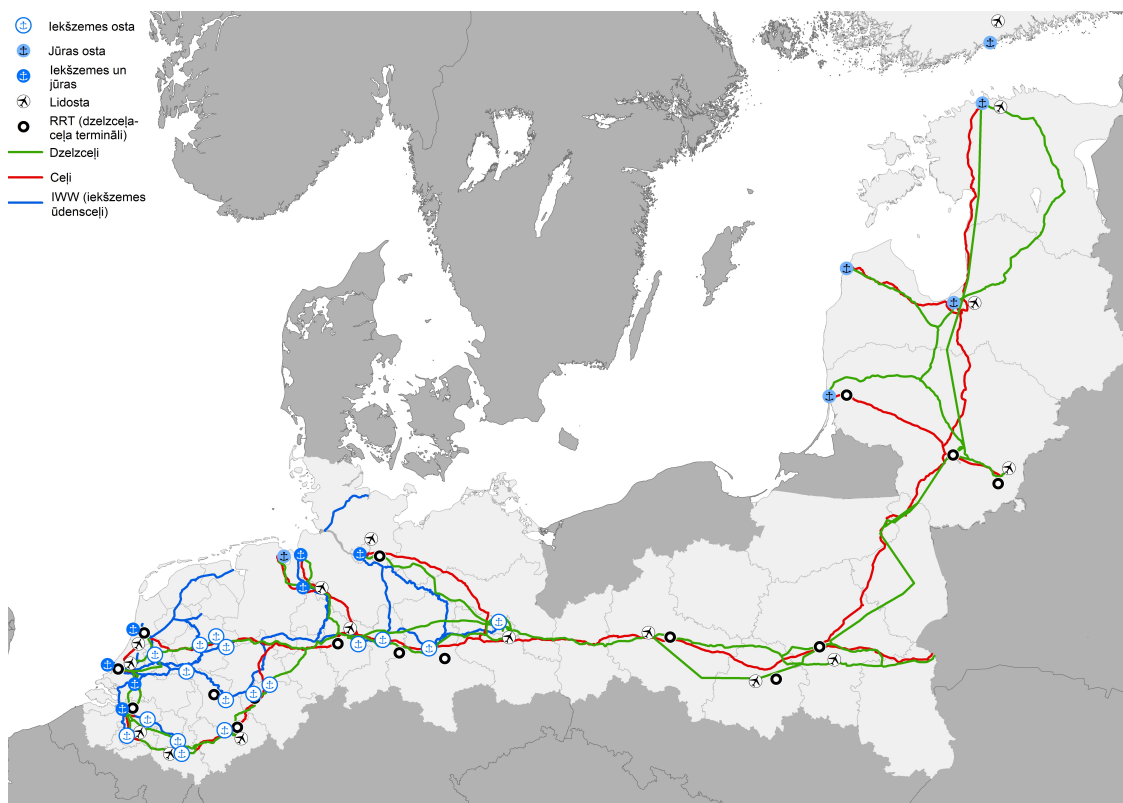 Iekšzemes osta
Jūras osta
Iekšzemes un
jūras
Lidosta
RRT (dzelzceļa-
ceļa termināli)
Dzelzceļi
Ceļi
IWW (iekšzemes
ūdensceļi)